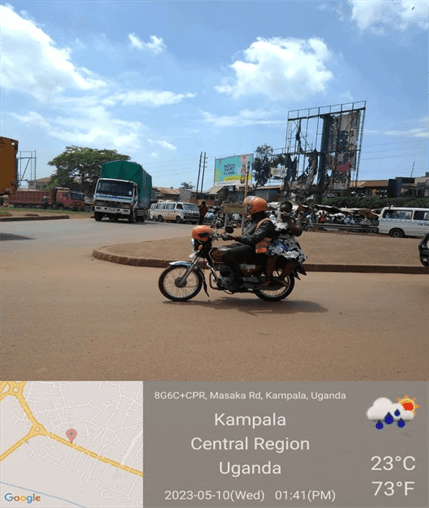 8G6C+CPR, Masaka Rd, Kampala, Uganda
Kampala
Central Region
Uganda
2023-05-10(Wed) 01:41(PM)
23°C
73°F
Google